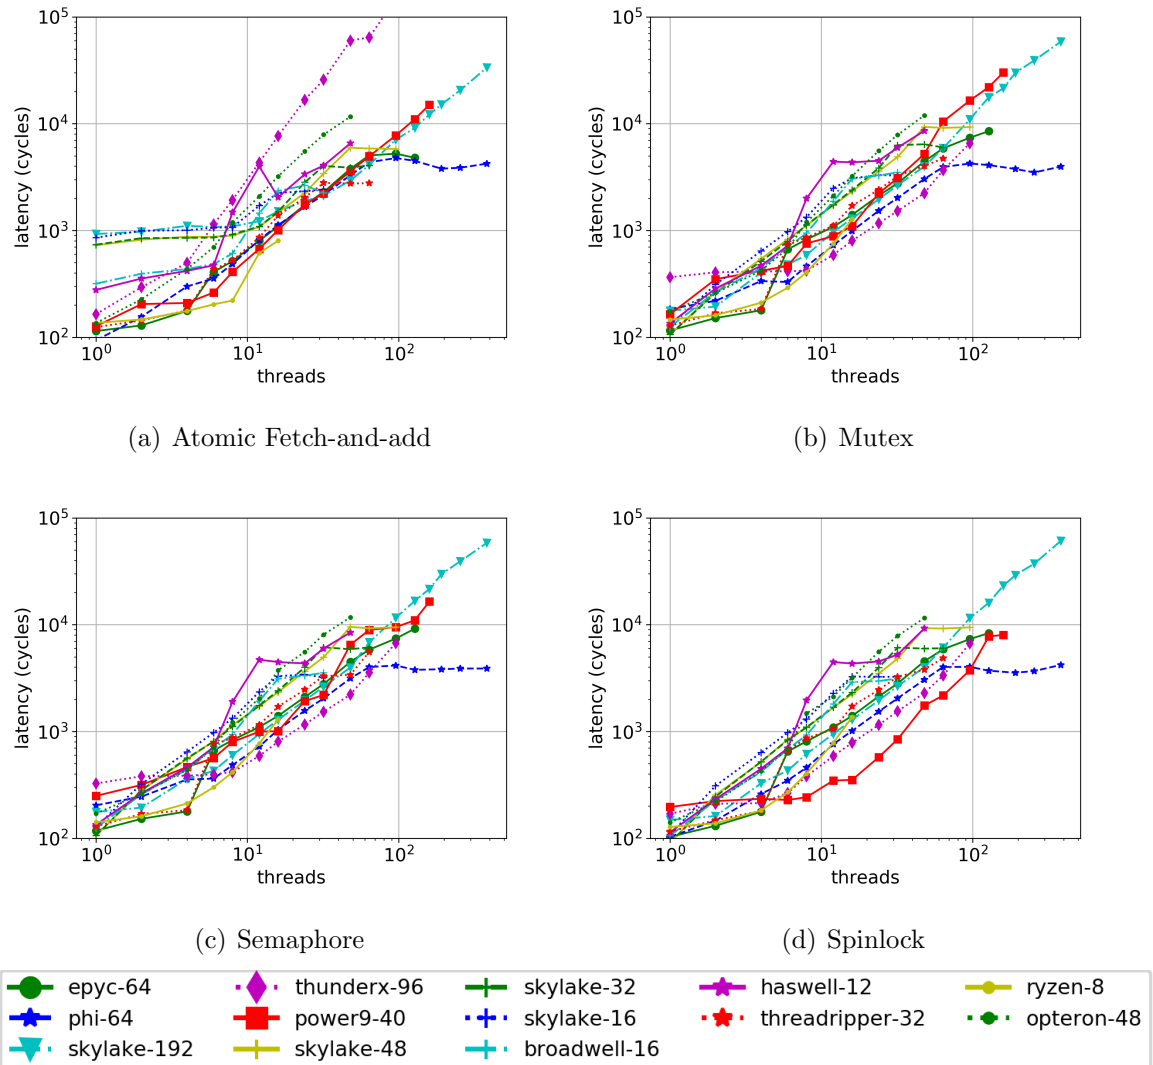 10^5
10^4
10^3
10^2
latency (cycles)
10^0
10^1
10^2
threads
(a) Atomic Fetch-and-add
10^5
10^4
10^3
10^2
latency (cycles)
10^0
10^1
10^2
threads
(b) Mutex
10^5
10^4
10^3
10^2
latency (cycles)
10^0
10^1
10^2
threads
(c) Semaphore
10^5
10^4
10^3
10^2
latency (cycles)
10^0
10^1
10^2
threads
(d) Spinlock
epyc-64 thunderx-96 skylake-32 haswell-12 ryzen-8
phi-64 power9-40 skylake-16 threadripper-32 opteron-48
skylake-192 skylake-48 broadwell-16